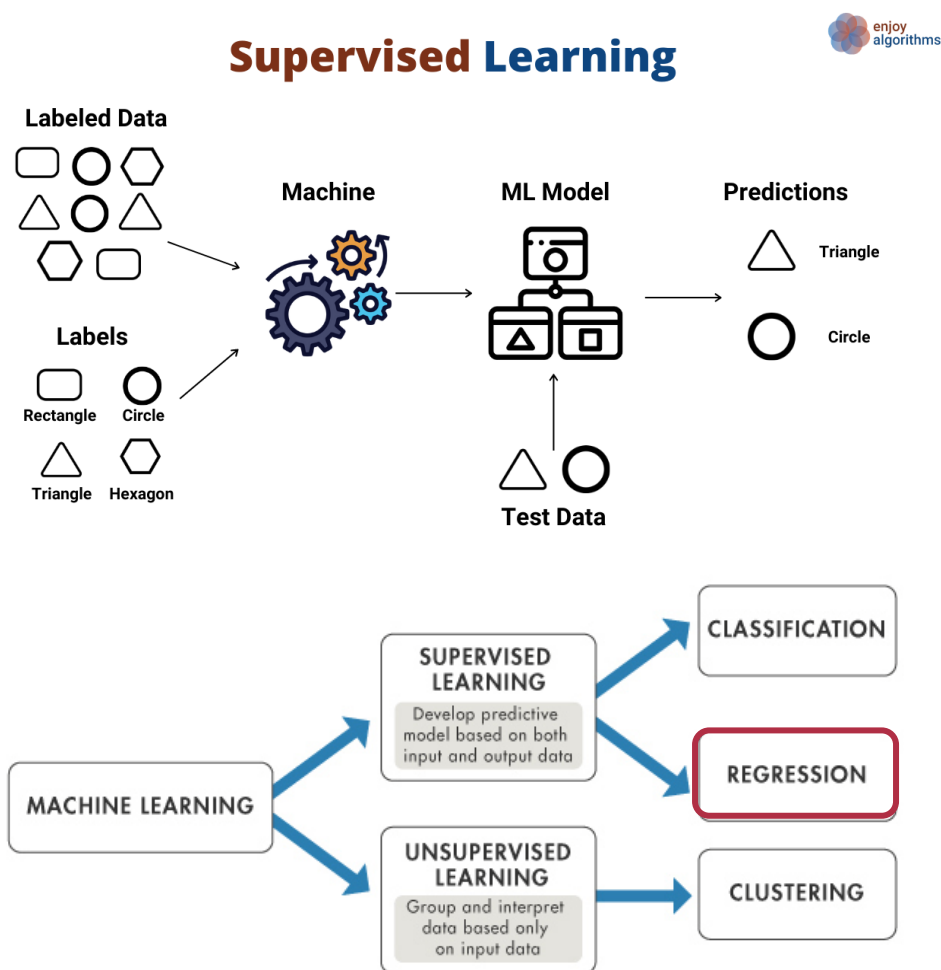 enjoy
algorithms
Supervised Learning
Labeled Data
Machine
ML Model
Predictions
Triangle
Circle
Labels
Rectangle Circle
Triangle Hexagon
Test Data
CLASSIFICATION
SUPERVISED
LEARNING
Develop predictive
model based on both
input and output data
REGRESSION
MACHINE LEARNING
UNSUPERVISED
LEARNING
Group and interpret
data based only
on input data
CLUSTERING